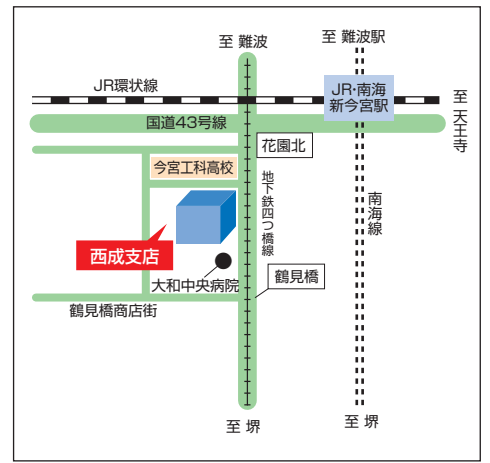 至 難波
至 難波駅
JR環状線
JR・南海
新今宮駅
至 天王寺
国道43号線
花園北
今宮工科高校
地下鉄四つ橋線
南海線
西成支店
大和中央病院
鶴見橋
鶴見橋商店街
至 堺
至 堺